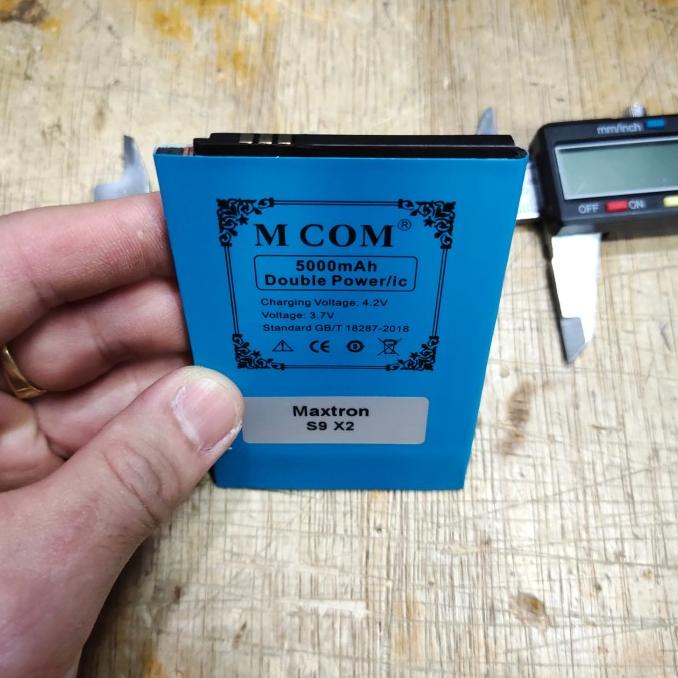 mm/inch
OFF ON
M COM®
5000mAh
Double Power/ic
Charging Voltage: 4.2V
Voltage: 3.7V
Standard GB/T 18287-2018
CE
Maxtron
S9 X2